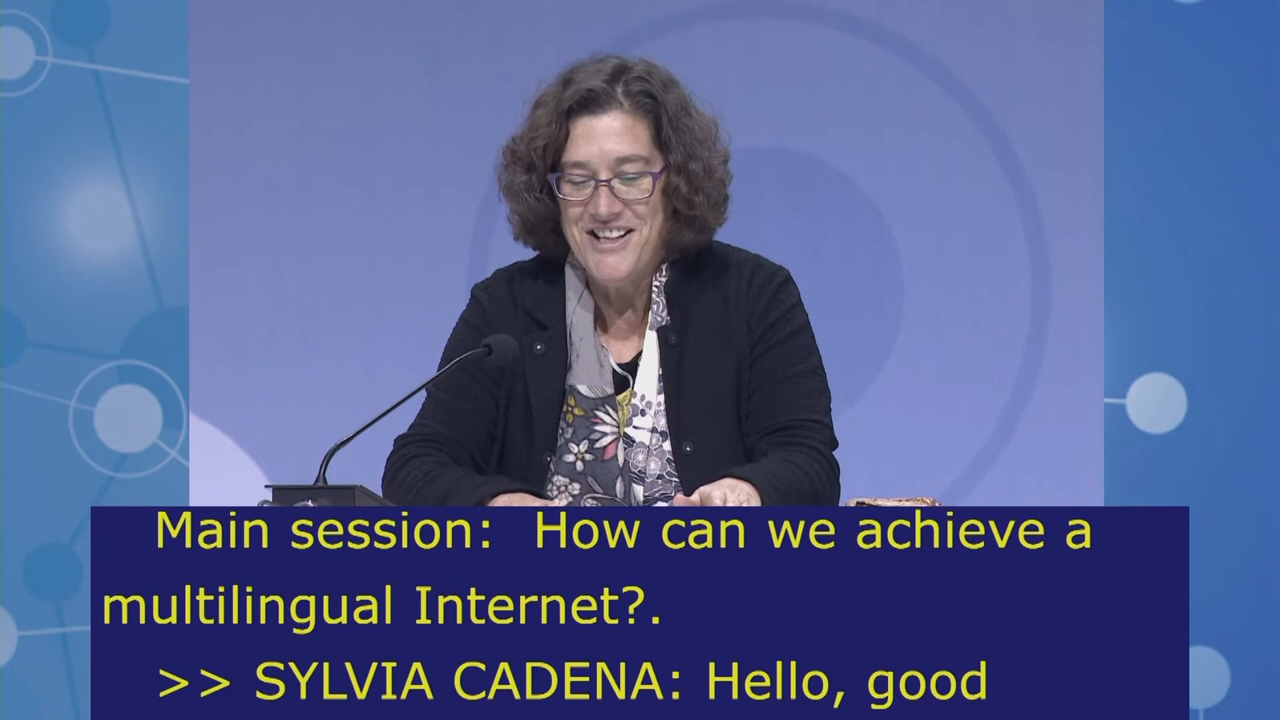 Main session:  How can we achieve a
multilingual Internet?.
>> SYLVIA CADENA: Hello, good